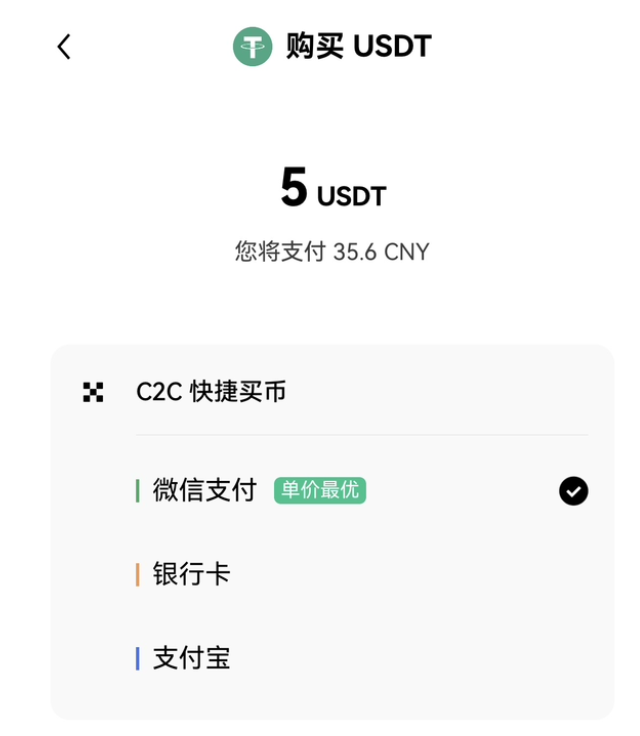 购买 USDT
5 USDT
您将支付 35.6 CNY
C2C 快捷买币
微信支付 单价最优
银行卡
支付宝